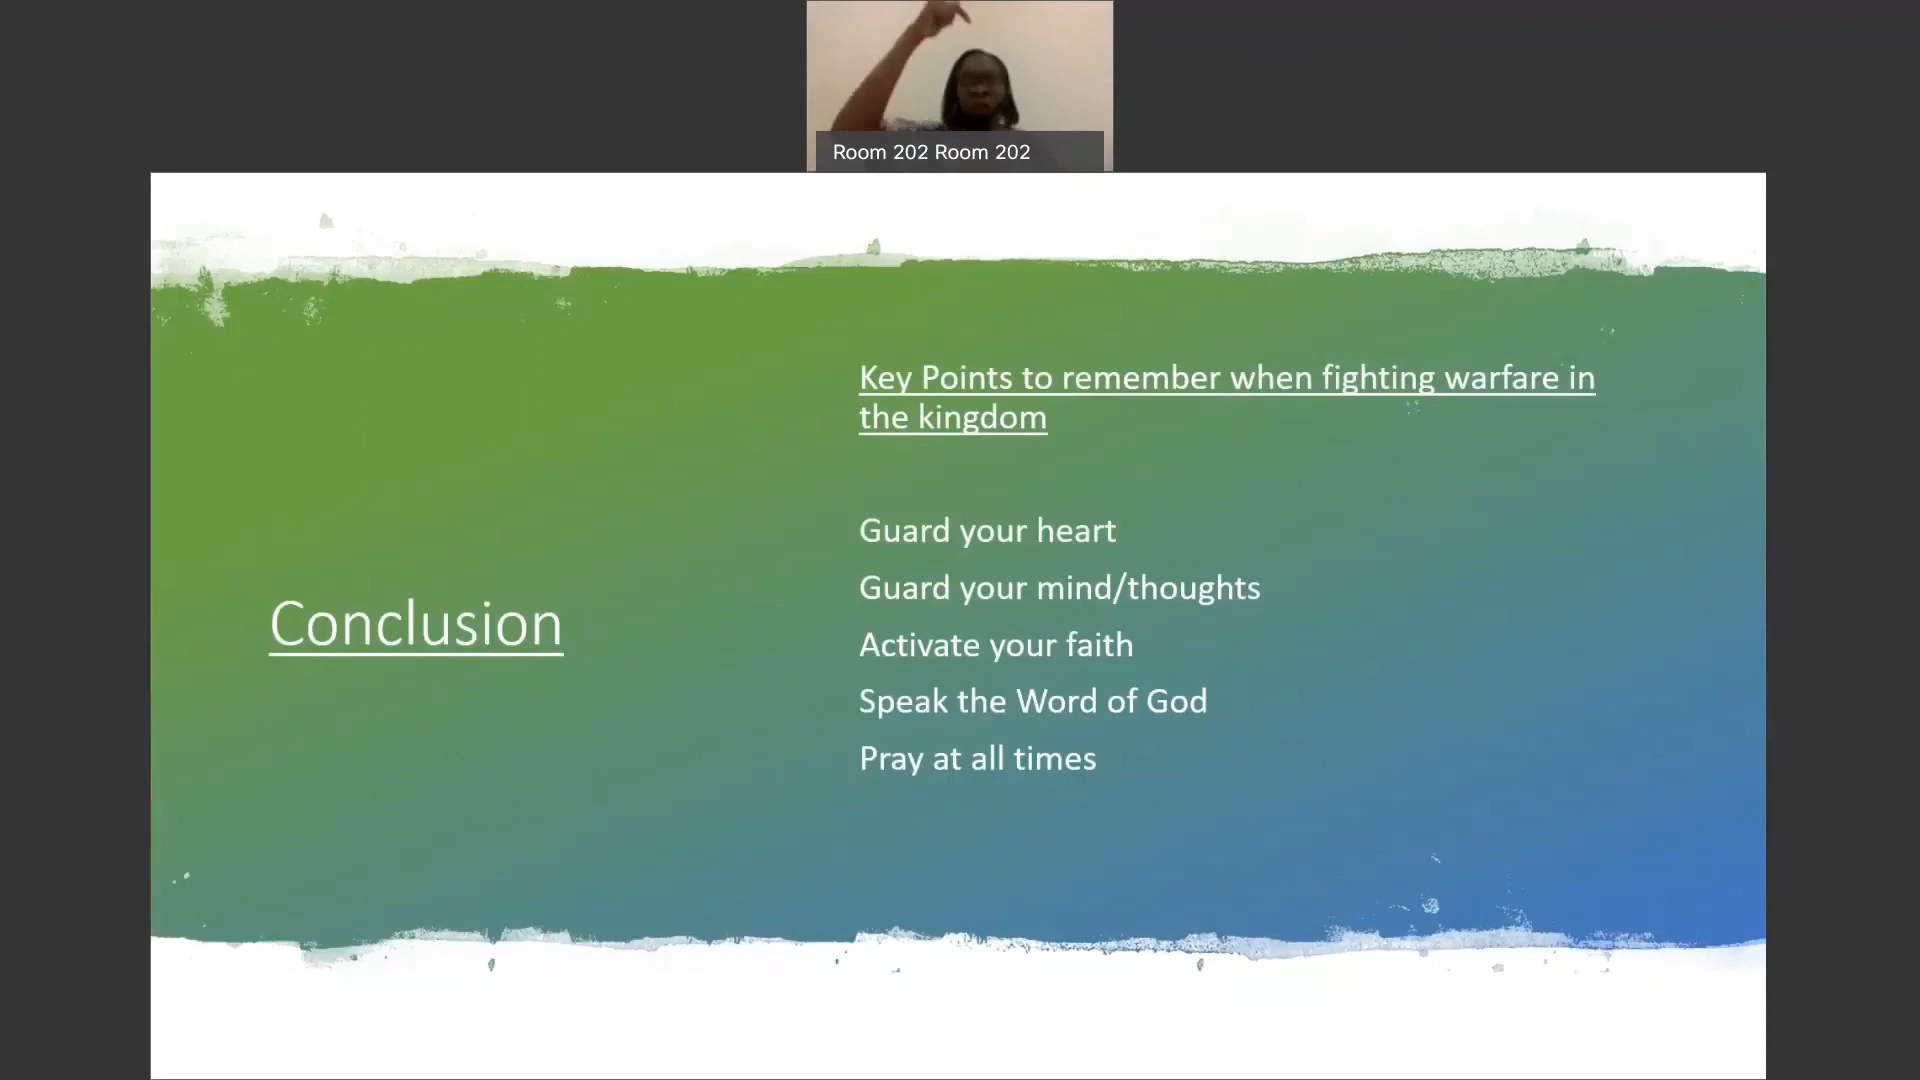 Room 202 Room 202
Conclusion
Key Points to remember when fighting warfare in
the kingdom
Guard your heart
Guard your mind/thoughts
Activate your faith
Speak the Word of God
Pray at all times